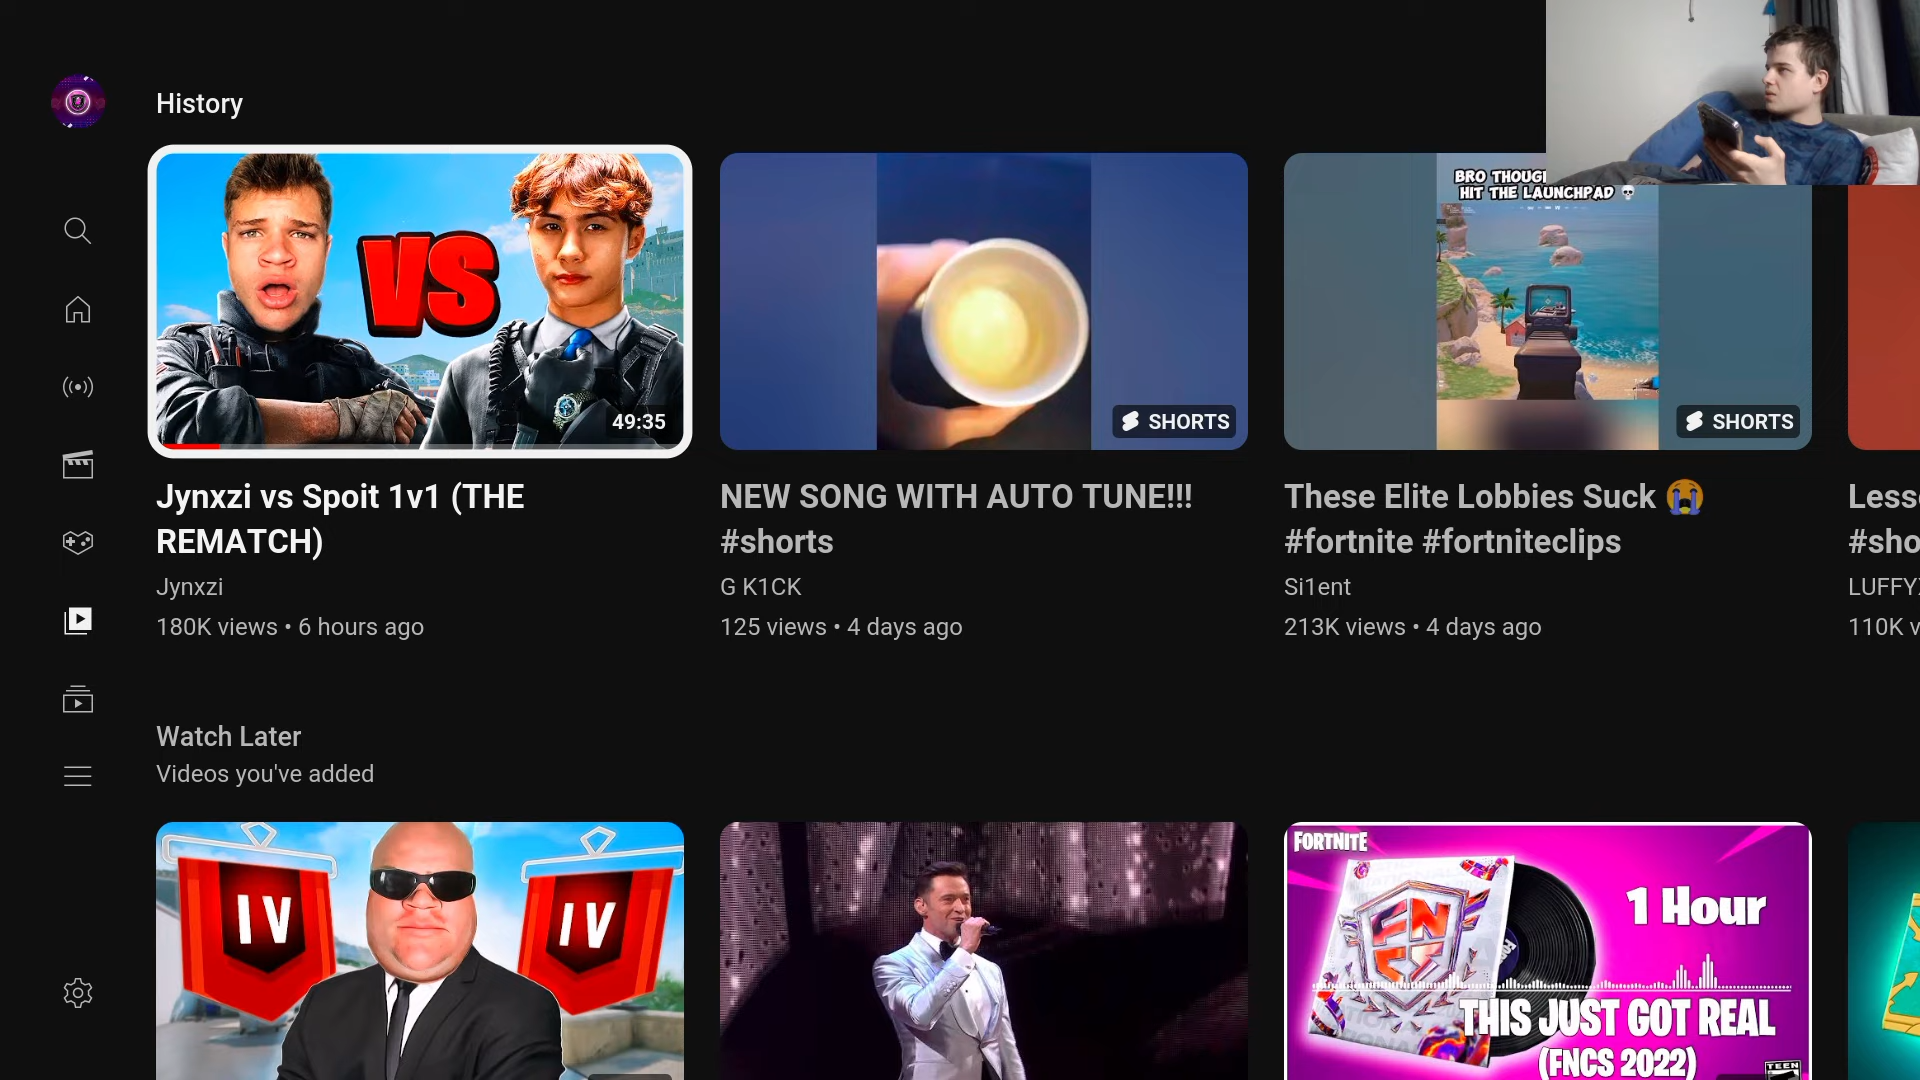 History
BRO THOUG
HIT THE LAUNCHPAD 💀
VS
49:35
SHORTS
SHORTS
Jynxzi vs Spoit 1v1 (THE
REMATCH)
Jynxzi
180K views • 6 hours ago
NEW SONG WITH AUTO TUNE!!!
#shorts
G K1CK
125 views • 4 days ago
These Elite Lobbies Suck 😭
#fortnite #fortniteclips
Si1ent
213K views • 4 days ago
Less
#sho
LUFFY
110K v
Watch Later
Videos you've added
IV
IV
FORTNITE
1 Hour
THIS JUST GOT REAL
(FNCS 2022)
TEEN